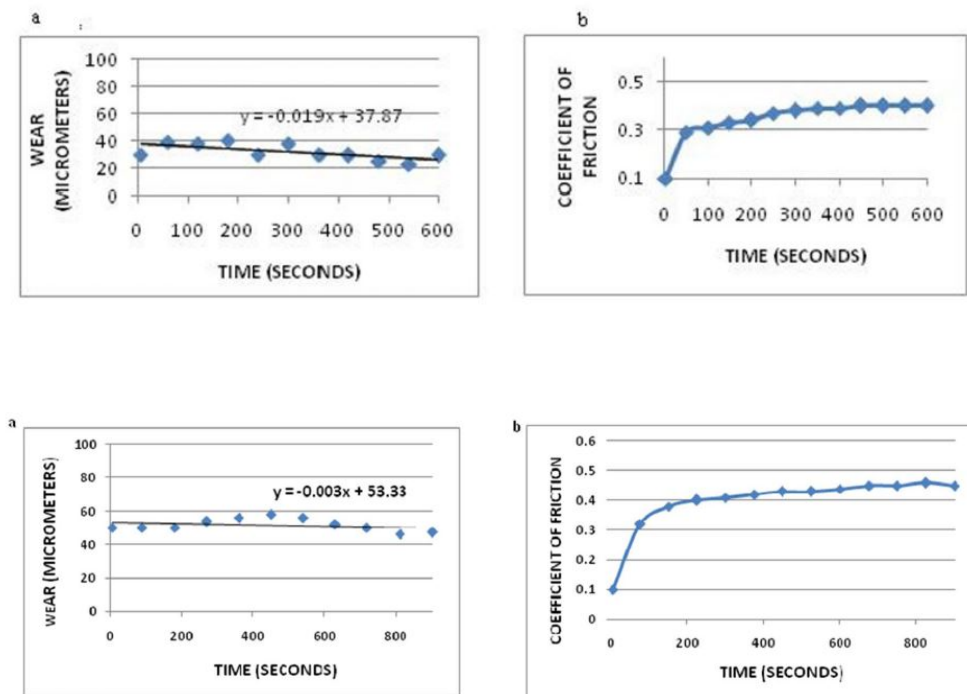 a
b
WEAR
(MICROMETERS)
100
80
60
40
20
0
y = -0.019x + 37.87
0 100 200 300 400 500 600
TIME (SECONDS)
COEFFICIENT OF
FRICTION
0.5
0.3
0.1
0 100 200 300 400 500 600
TIME (SECONDS)
a
b
WEAR (MICROMETERS)
100
80
60
40
20
0
y = -0.003x + 53.33
0 200 400 600 800
TIME (SECONDS)
COEFFICIENT OF FRICTION
0.6
0.5
0.4
0.3
0.2
0.1
0
0 200 400 600 800
TIME (SECONDS)